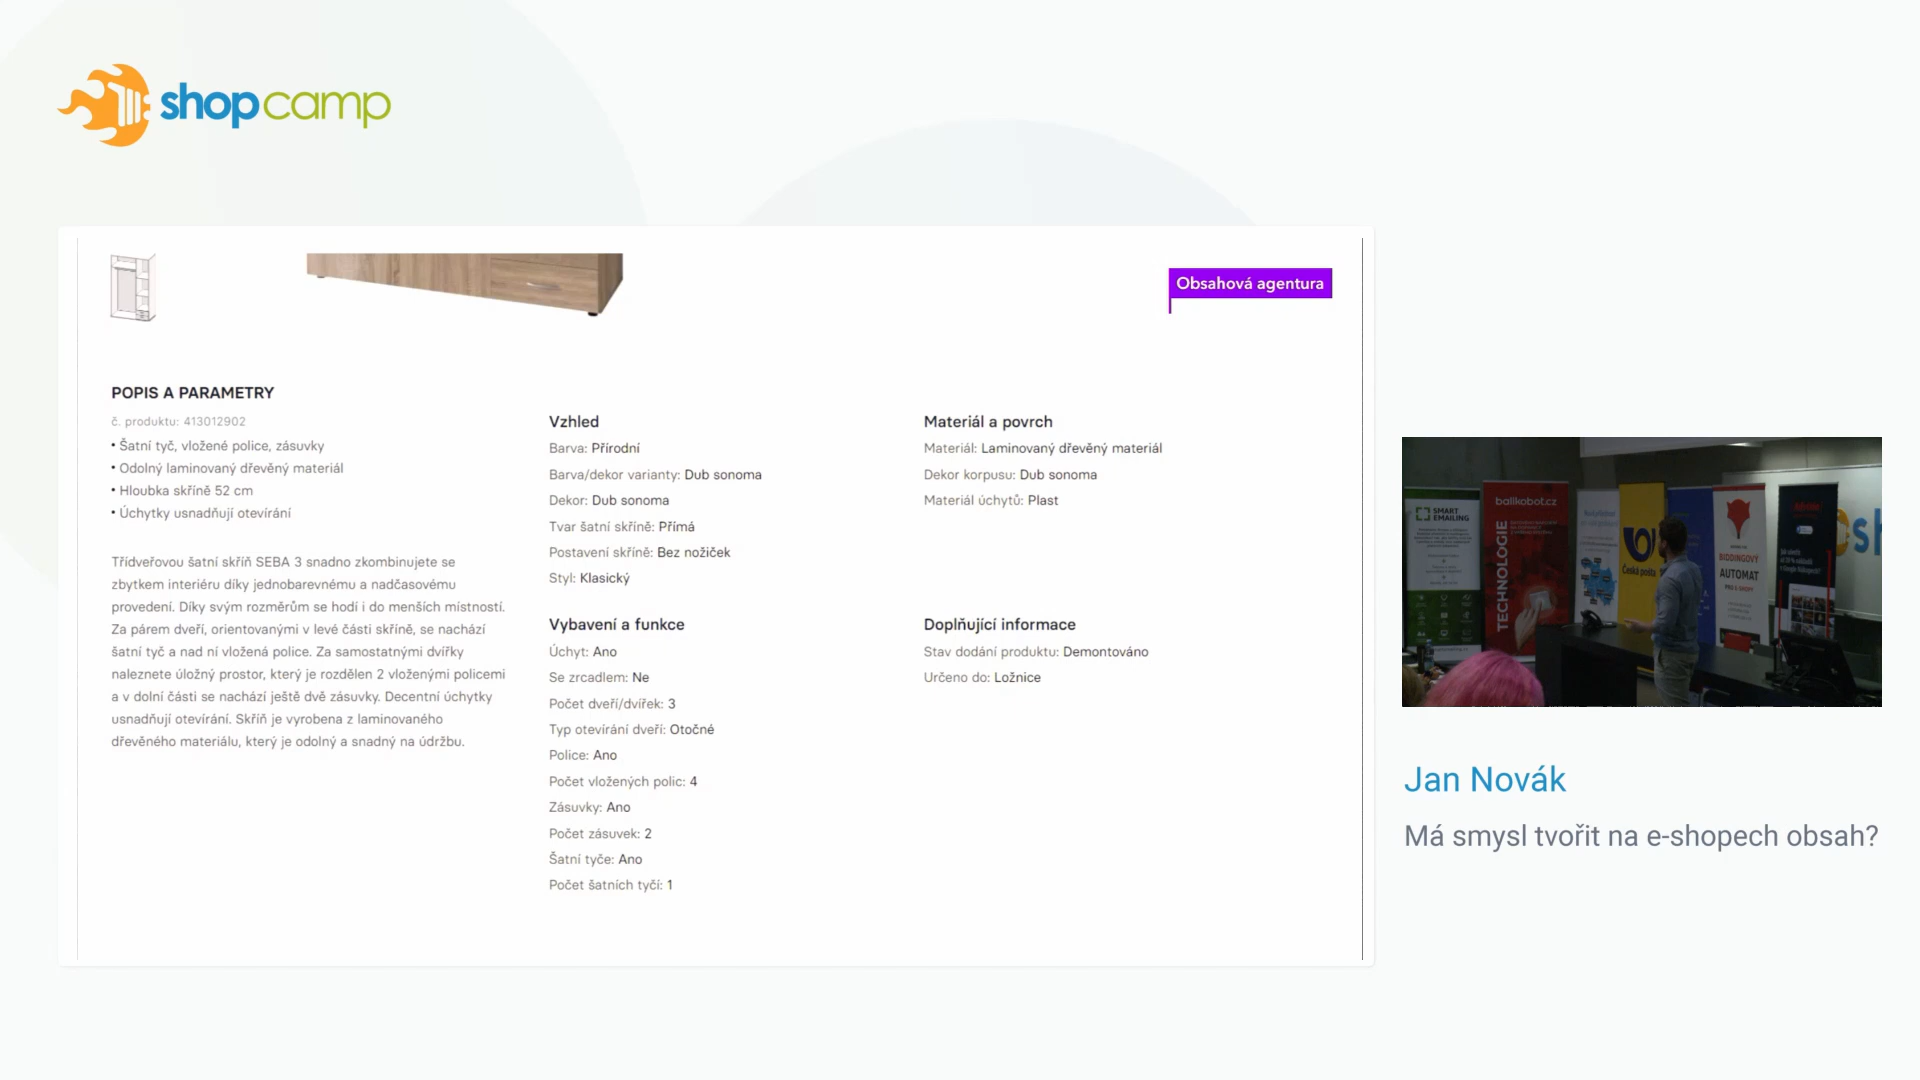 shopcamp
Obsahová agentura
POPIS A PARAMETRY
č. produktu: 413012902
• Šatní tyč, vložené police, zásuvky
• Odolný laminovaný dřevěný materiál
• Hloubka skříně 52 cm
• Úchytky usnadňují otevírání
Třídveřovou šatní skříň SEBA 3 snadno zkombinujete se
zbytkem interiéru díky jednobarevnému a nadčasovému
provedení. Díky svým rozměrům se hodí i do menších místností.
Za párem dveří, orientovanými v levé části skříně, se nachází
šatní tyč a nad ní vložená police. Za samostatnými dvířky
naleznete úložný prostor, který je rozdělen 2 vloženými policemi
a v dolní části se nachází ještě dvě zásuvky. Decentní úchytky
usnadňují otevírání. Skříň je vyrobena z laminovaného
dřevěného materiálu, který je odolný a snadný na údržbu.
Vzhled
Barva: Přírodní
Barva/dekor varianty: Dub sonoma
Dekor: Dub sonoma
Tvar šatní skříně: Přímá
Postavení skříně: Bez nožiček
Styl: Klasický
Vybavení a funkce
Úchyt: Ano
Se zrcadlem: Ne
Počet dveří/dvířek: 3
Typ otevírání dveří: Otočné
Police: Ano
Počet vložených polic: 4
Zásuvky: Ano
Počet zásuvek: 2
Šatní tyče: Ano
Počet šatních tyčí: 1
Materiál a povrch
Materiál: Laminovaný dřevěný materiál
Dekor korpusu: Dub sonoma
Materiál úchytů: Plast
Doplňující informace
Stav dodání produktu: Demontováno
Určeno do: Ložnice
SMART
EMAILING
balikobot.cz
TECHNOLOGIE
Česká pošta
BIDDINGOVÝ
AUTOMAT
PRO E-SHOPY
sh
Jan Novák
Má smysl tvořit na e-shopech obsah?